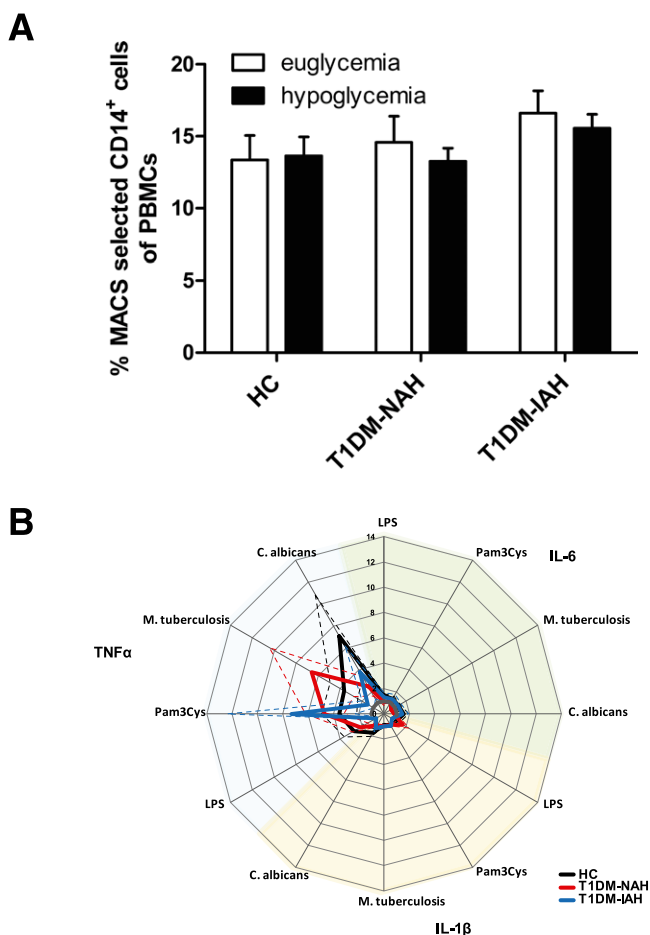 A
% MACS selected CD14+ cells
of PBMCs
20
15
10
5
0
euglycemia
hypoglycemia
HC
T1DM-NAH
T1DM-IAH
B
LPS
Pam3Cys
IL-6
M. tuberculosis
C. albicans
LPS
Pam3Cys
M. tuberculosis
IL-1β
C. albicans
LPS
Pam3Cys
TNFα
M. tuberculosis
C. albicans
14
12
10
8
6
4
0
HC
T1DM-NAH
T1DM-IAH